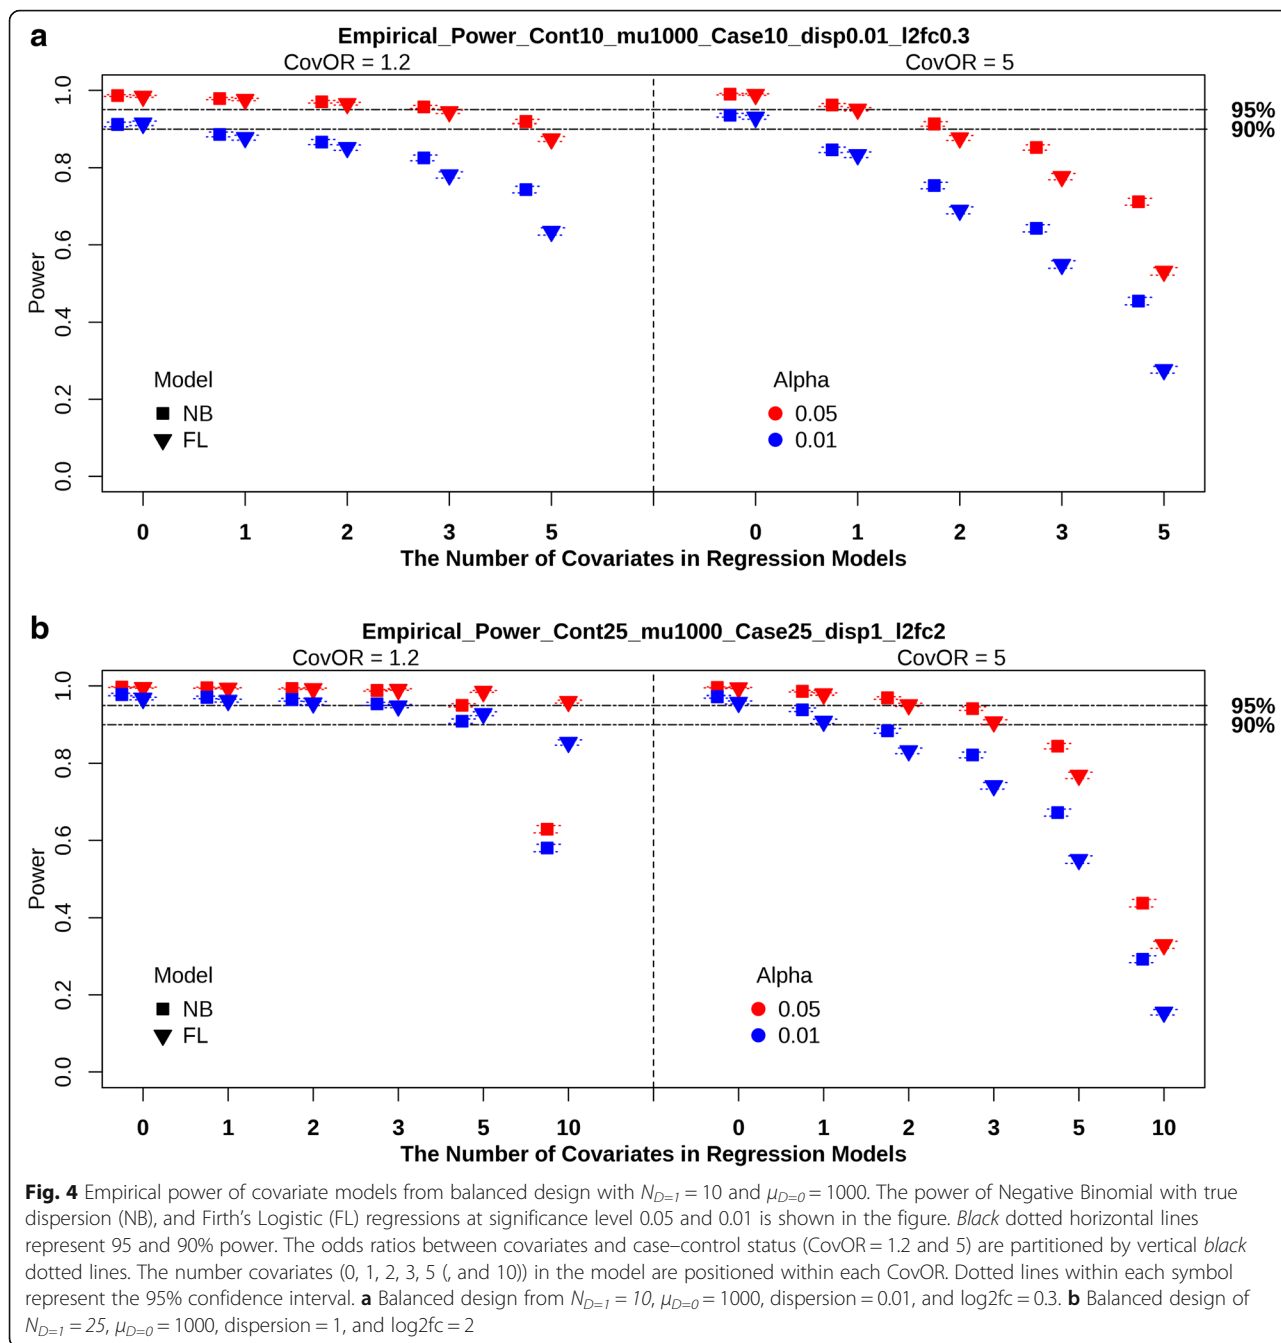 a
Empirical_Power_Cont10_mu1000_Case10_disp0.01_l2fc0.3
CovOR = 1.2 CovOR = 5
1.0
0.8
0.6
0.4
0.2
0.0
Power
95%
90%
Model
NB
FL
Alpha
0.05
0.01
0 1 2 3 5 0 1 2 3 5
The Number of Covariates in Regression Models
b
Empirical_Power_Cont25_mu1000_Case25_disp1_l2fc2
CovOR = 1.2 CovOR = 5
1.0
0.8
0.6
0.4
0.2
0.0
Power
95%
90%
Model
NB
FL
Alpha
0.05
0.01
0 1 2 3 5 10 0 1 2 3 5 10
The Number of Covariates in Regression Models
Fig. 4 Empirical power of covariate models from balanced design with N_{D=1} = 10 and μ_{D=0} = 1000. The power of Negative Binomial with true
dispersion (NB), and Firth's Logistic (FL) regressions at significance level 0.05 and 0.01 is shown in the figure. Black dotted horizontal lines
represent 95 and 90% power. The odds ratios between covariates and case–control status (CovOR = 1.2 and 5) are partitioned by vertical black
dotted lines. The number covariates (0, 1, 2, 3, 5 (, and 10)) in the model are positioned within each CovOR. Dotted lines within each symbol
represent the 95% confidence interval. a Balanced design from N_{D=1} = 10, μ_{D=0} = 1000, dispersion = 0.01, and log2fc = 0.3. b Balanced design of
N_{D=1} = 25, μ_{D=0} = 1000, dispersion = 1, and log2fc = 2